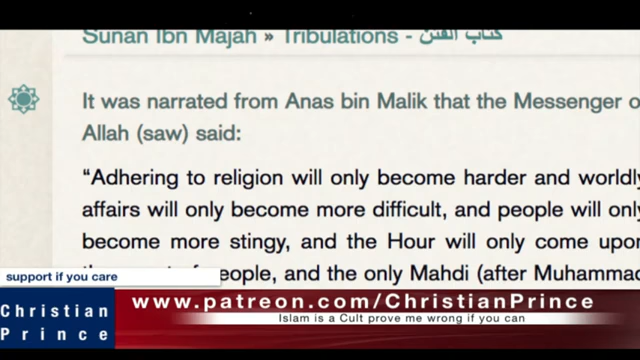 Sunan Ibn Majah » Tribulations - كتاب الفتن
It was narrated from Anas bin Malik that the Messenger o
Allah (saw) said:
“Adhering to religion will only become harder and worldly
affairs will only become more difficult, and people will only
become more stingy, and the Hour will only come upon
people, and the only Mahdi (after Muhammad
support if you care
Christian
Prince
www.patreon.com/ChristianPrince
Islam is a Cult prove me wrong if you can